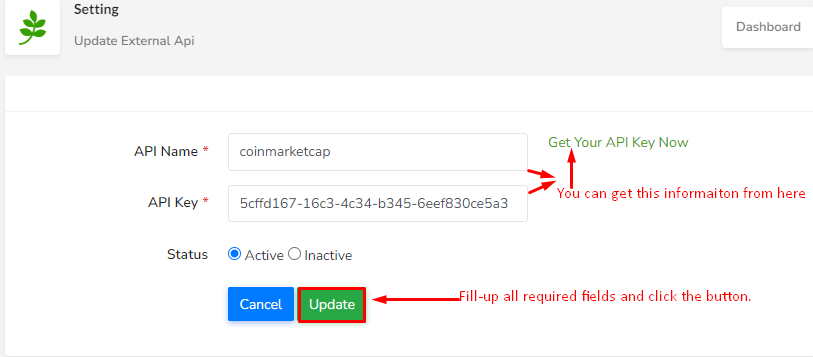 Setting
Update External Api
Dashboard
API Name *
coinmarketcap
Get Your API Key Now
You can get this informaiton from here
API Key *
5cffd167-16c3-4c34-b345-6eef830ce5a3
Status
Active Inactive
Cancel Update
Fill-up all required fields and click the button.